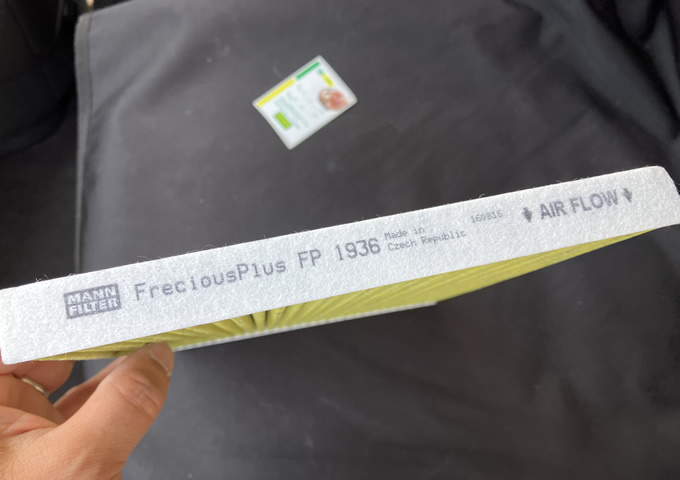 MANN
FILTER
FreciousPlus FP 1936
Made in
Czech Republic
160816
AIR FLOW